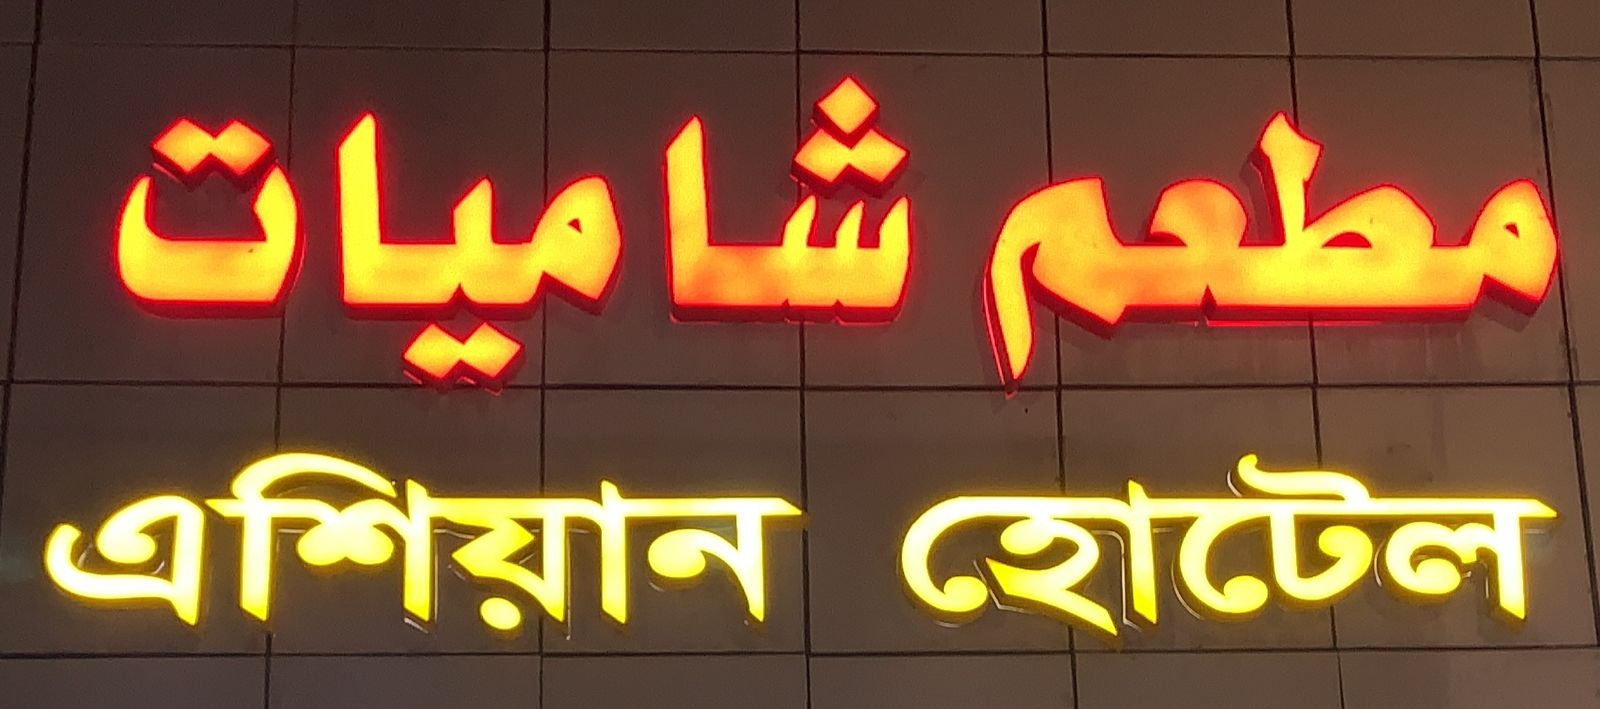 مطعم شاميات
এশিয়ান হোটেল